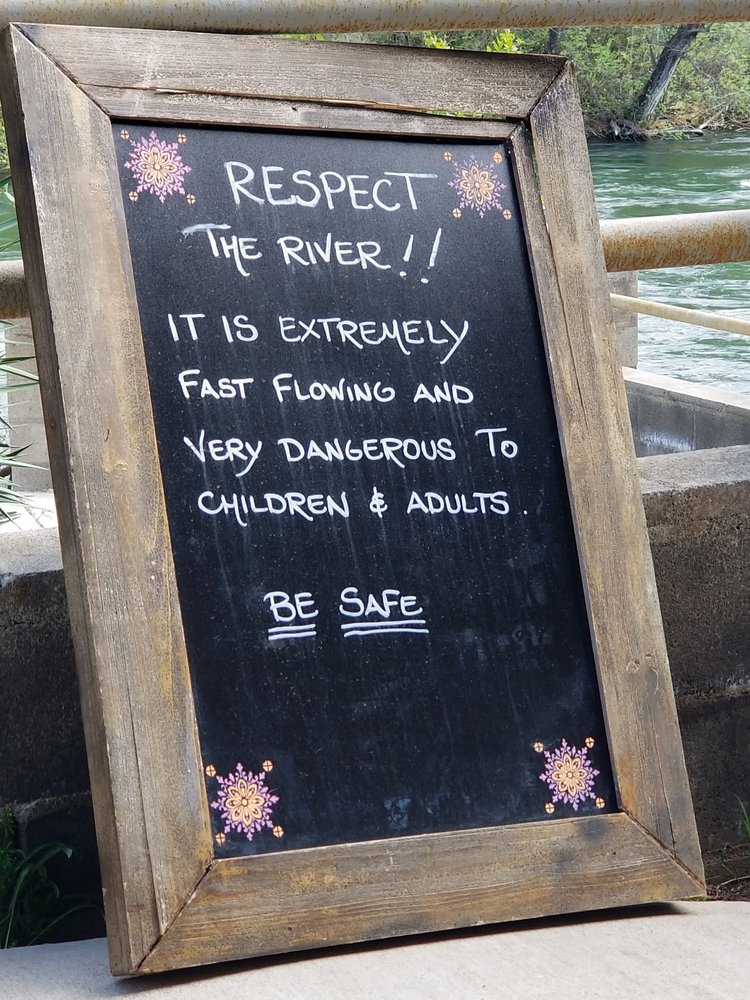 RESPECT
THE RIVER!!
IT IS EXTREMELY
FAST FLOWING AND
VERY DANGEROUS TO
CHILDREN & ADULTS.
BE SAFE